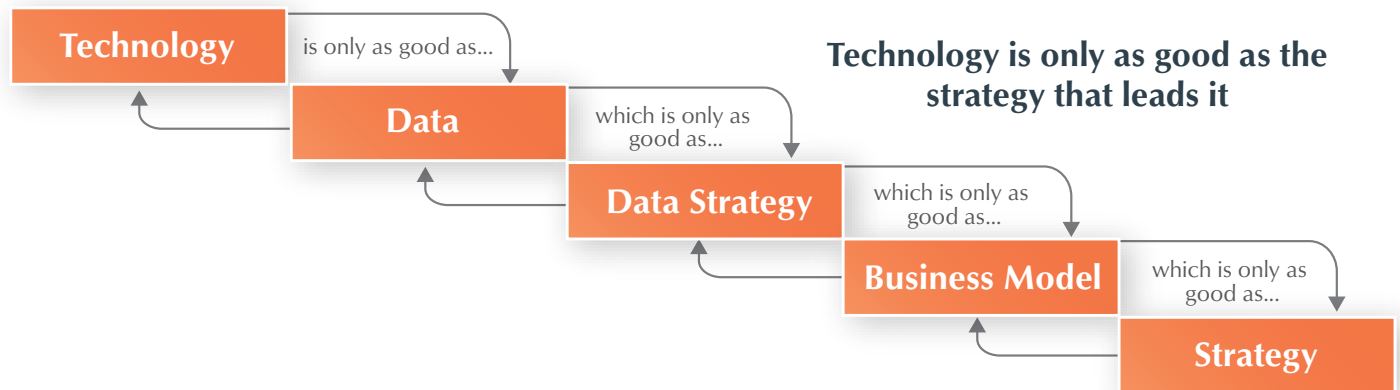 Technology
is only as good as...
Technology is only as good as the
strategy that leads it
Data
which is only as
good as...
Data Strategy
which is only as
good as...
Business Model
which is only as
good as...
Strategy